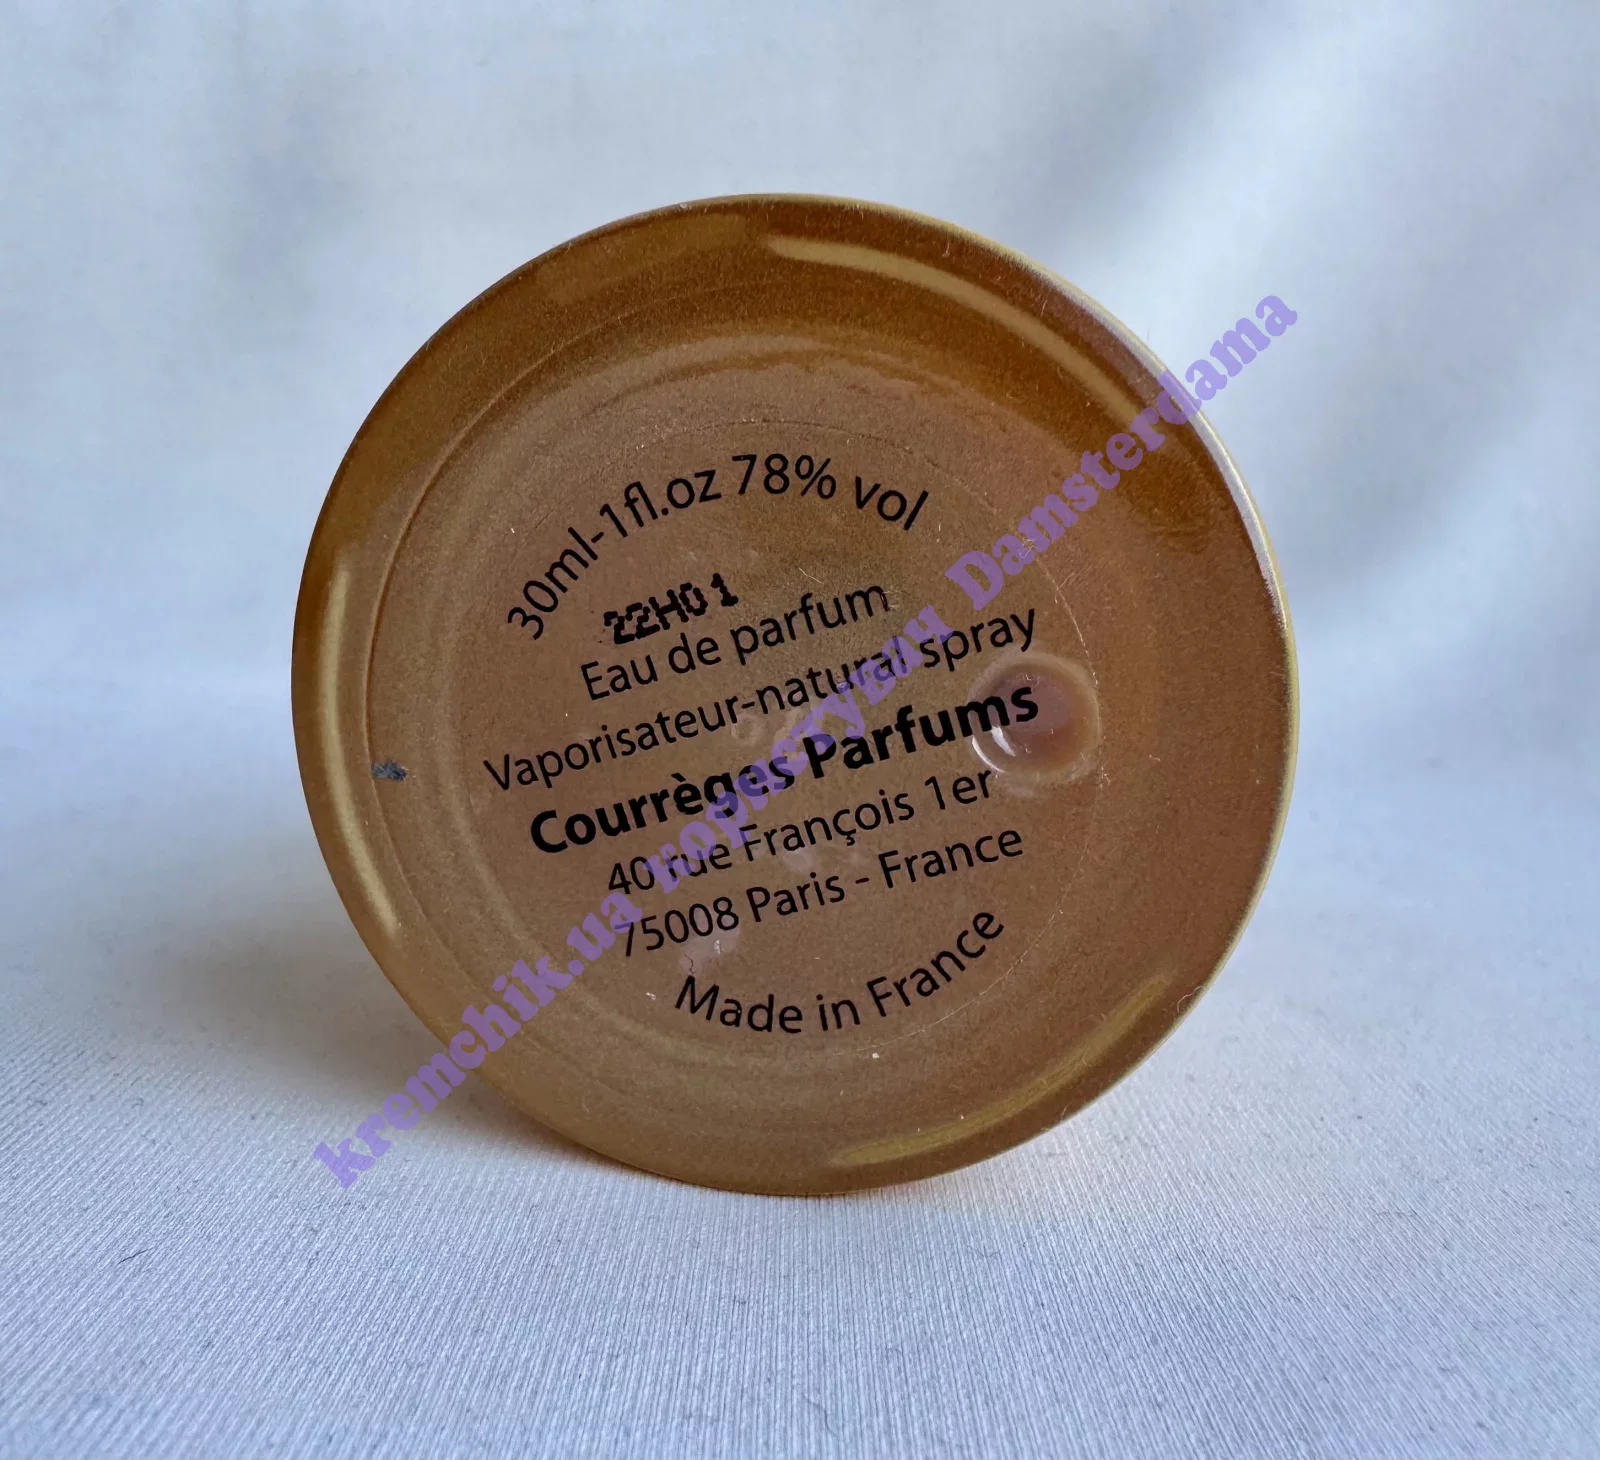 30ml-1fl.oz 78% vol
22H01
Eau de parfum
Vaporisateur-natural spray
Courrèges Parfums
40 rue François 1er
75008 Paris - France
Made in France
kremchik.ua користувач Damsterdama